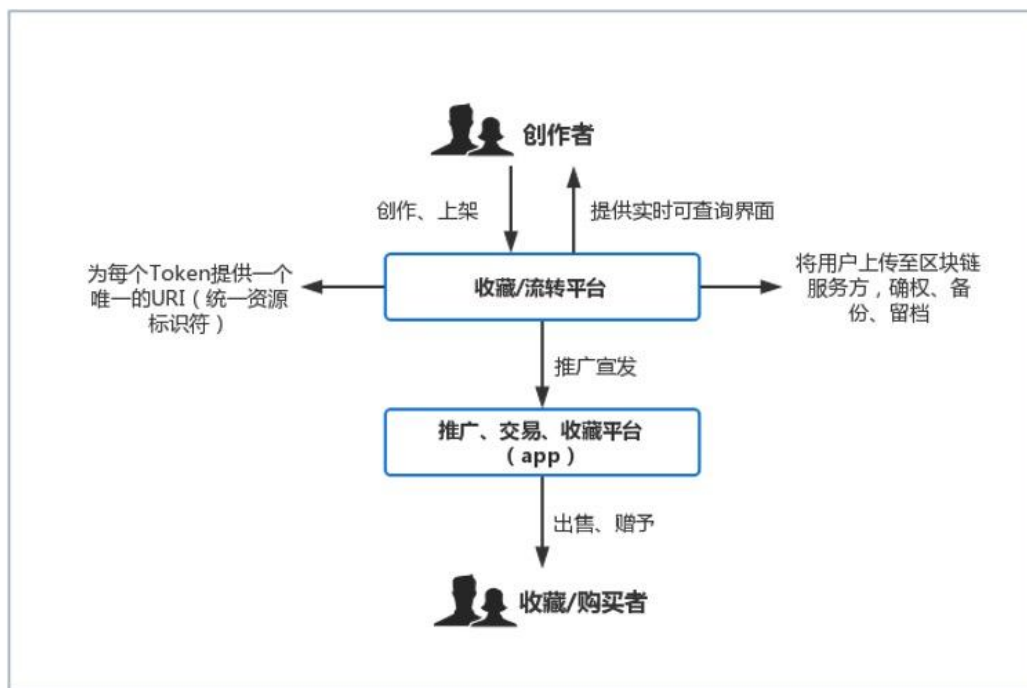 创作者
创作、上架
提供实时可查询界面
为每个Token提供一个
唯一的URI（统一资源
标识符）
收藏/流转平台
将用户上传至区块链
服务方，确权、备
份、留档
推广宣发
推广、交易、收藏平台
（app）
出售、赠予
收藏/购买者